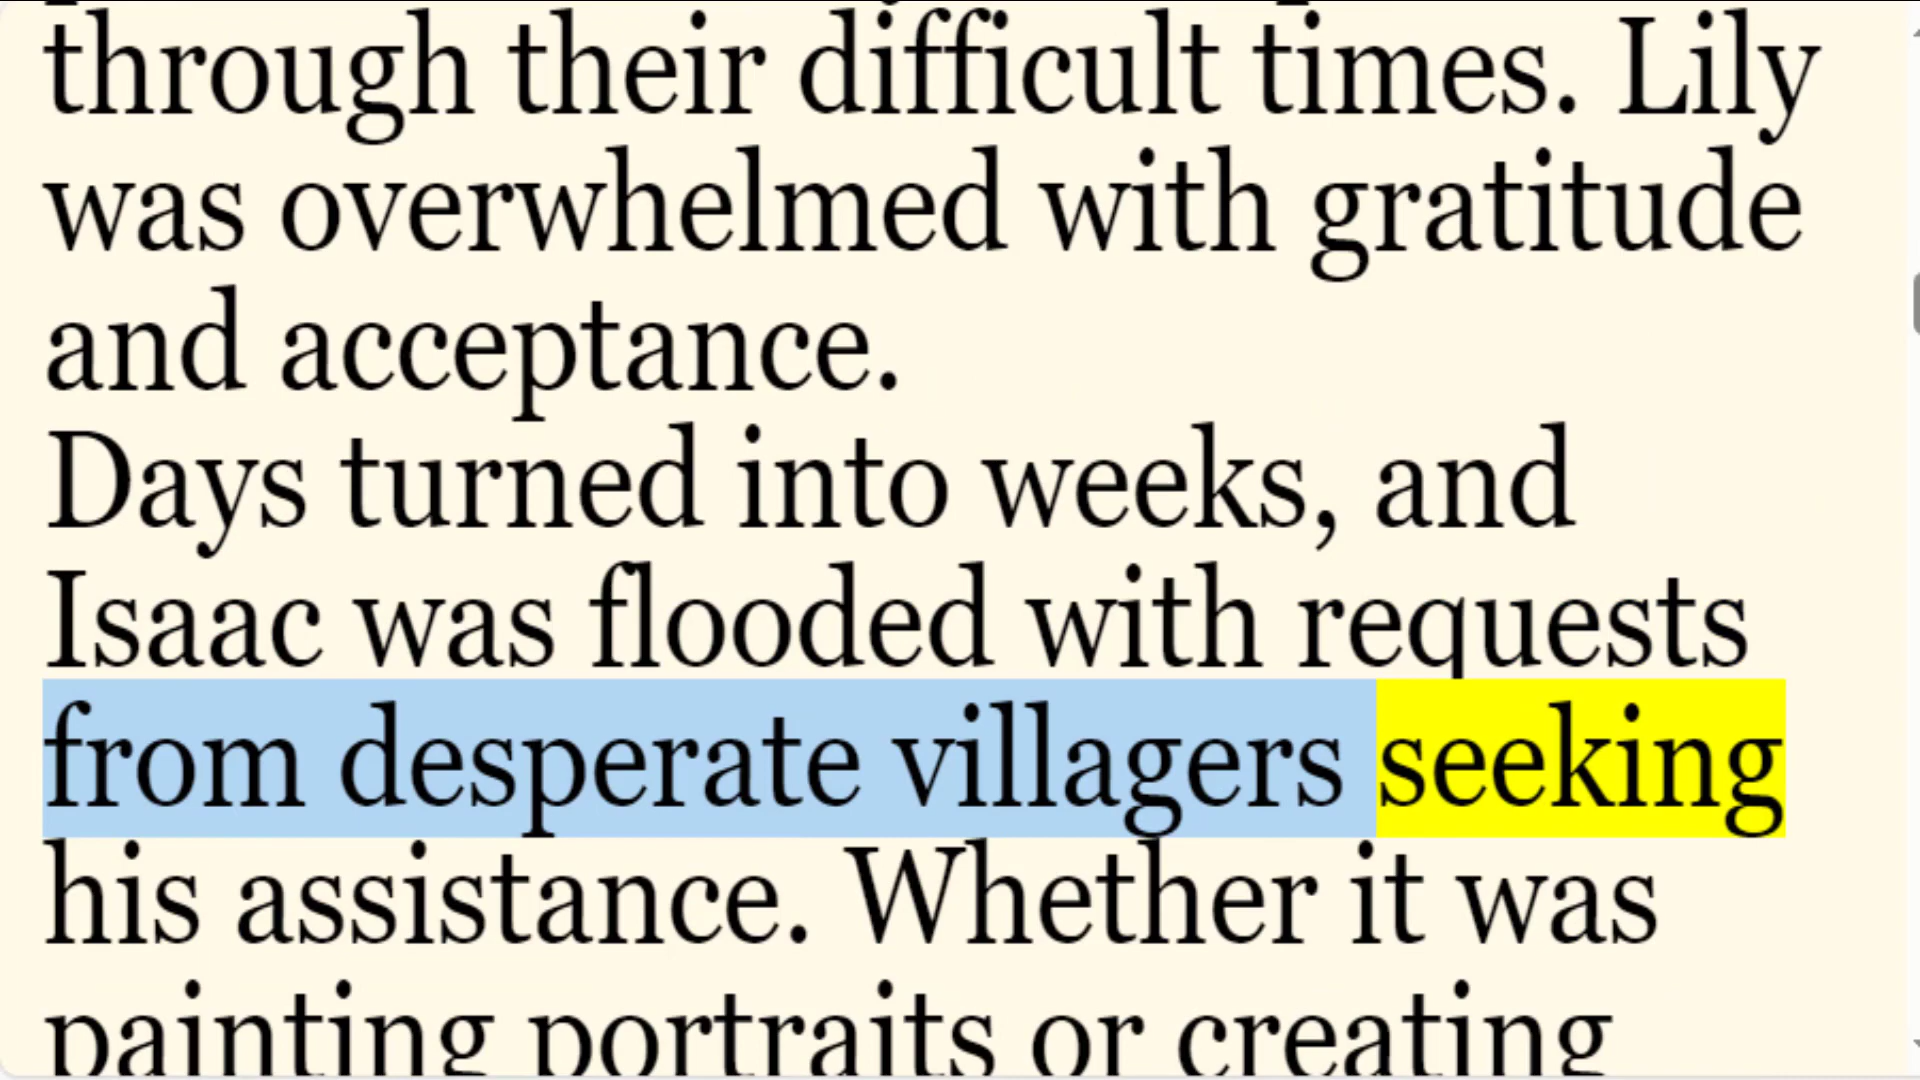 through their difficult times. Lily
was overwhelmed with gratitude
and acceptance.
Days turned into weeks, and
Isaac was flooded with requests
from desperate villagers seeking
his assistance. Whether it was
painting portraits or creating